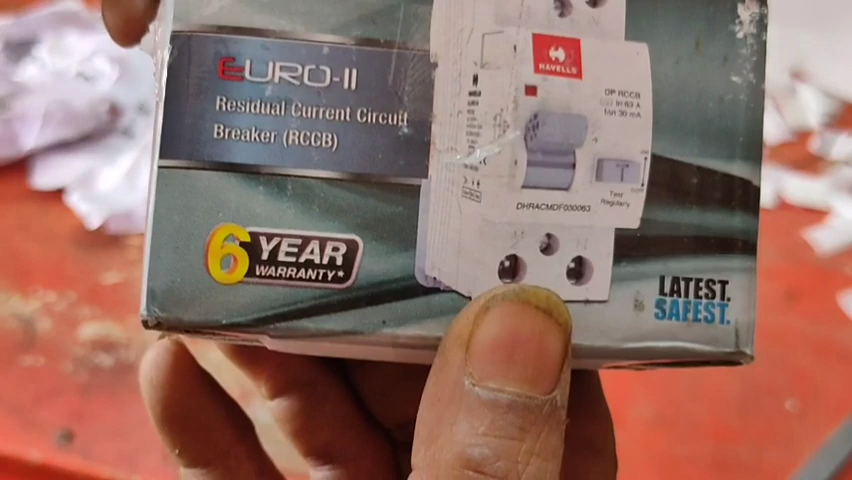 EURO-II
Residual Current Circuit
Breaker (RCCB)
6 YEAR
WARRANTY*
HAVELLS
DP RCCB
In 63 A
30 mA
Test
Regularly
DHRACMDF030063
LATEST.
SAFEST.